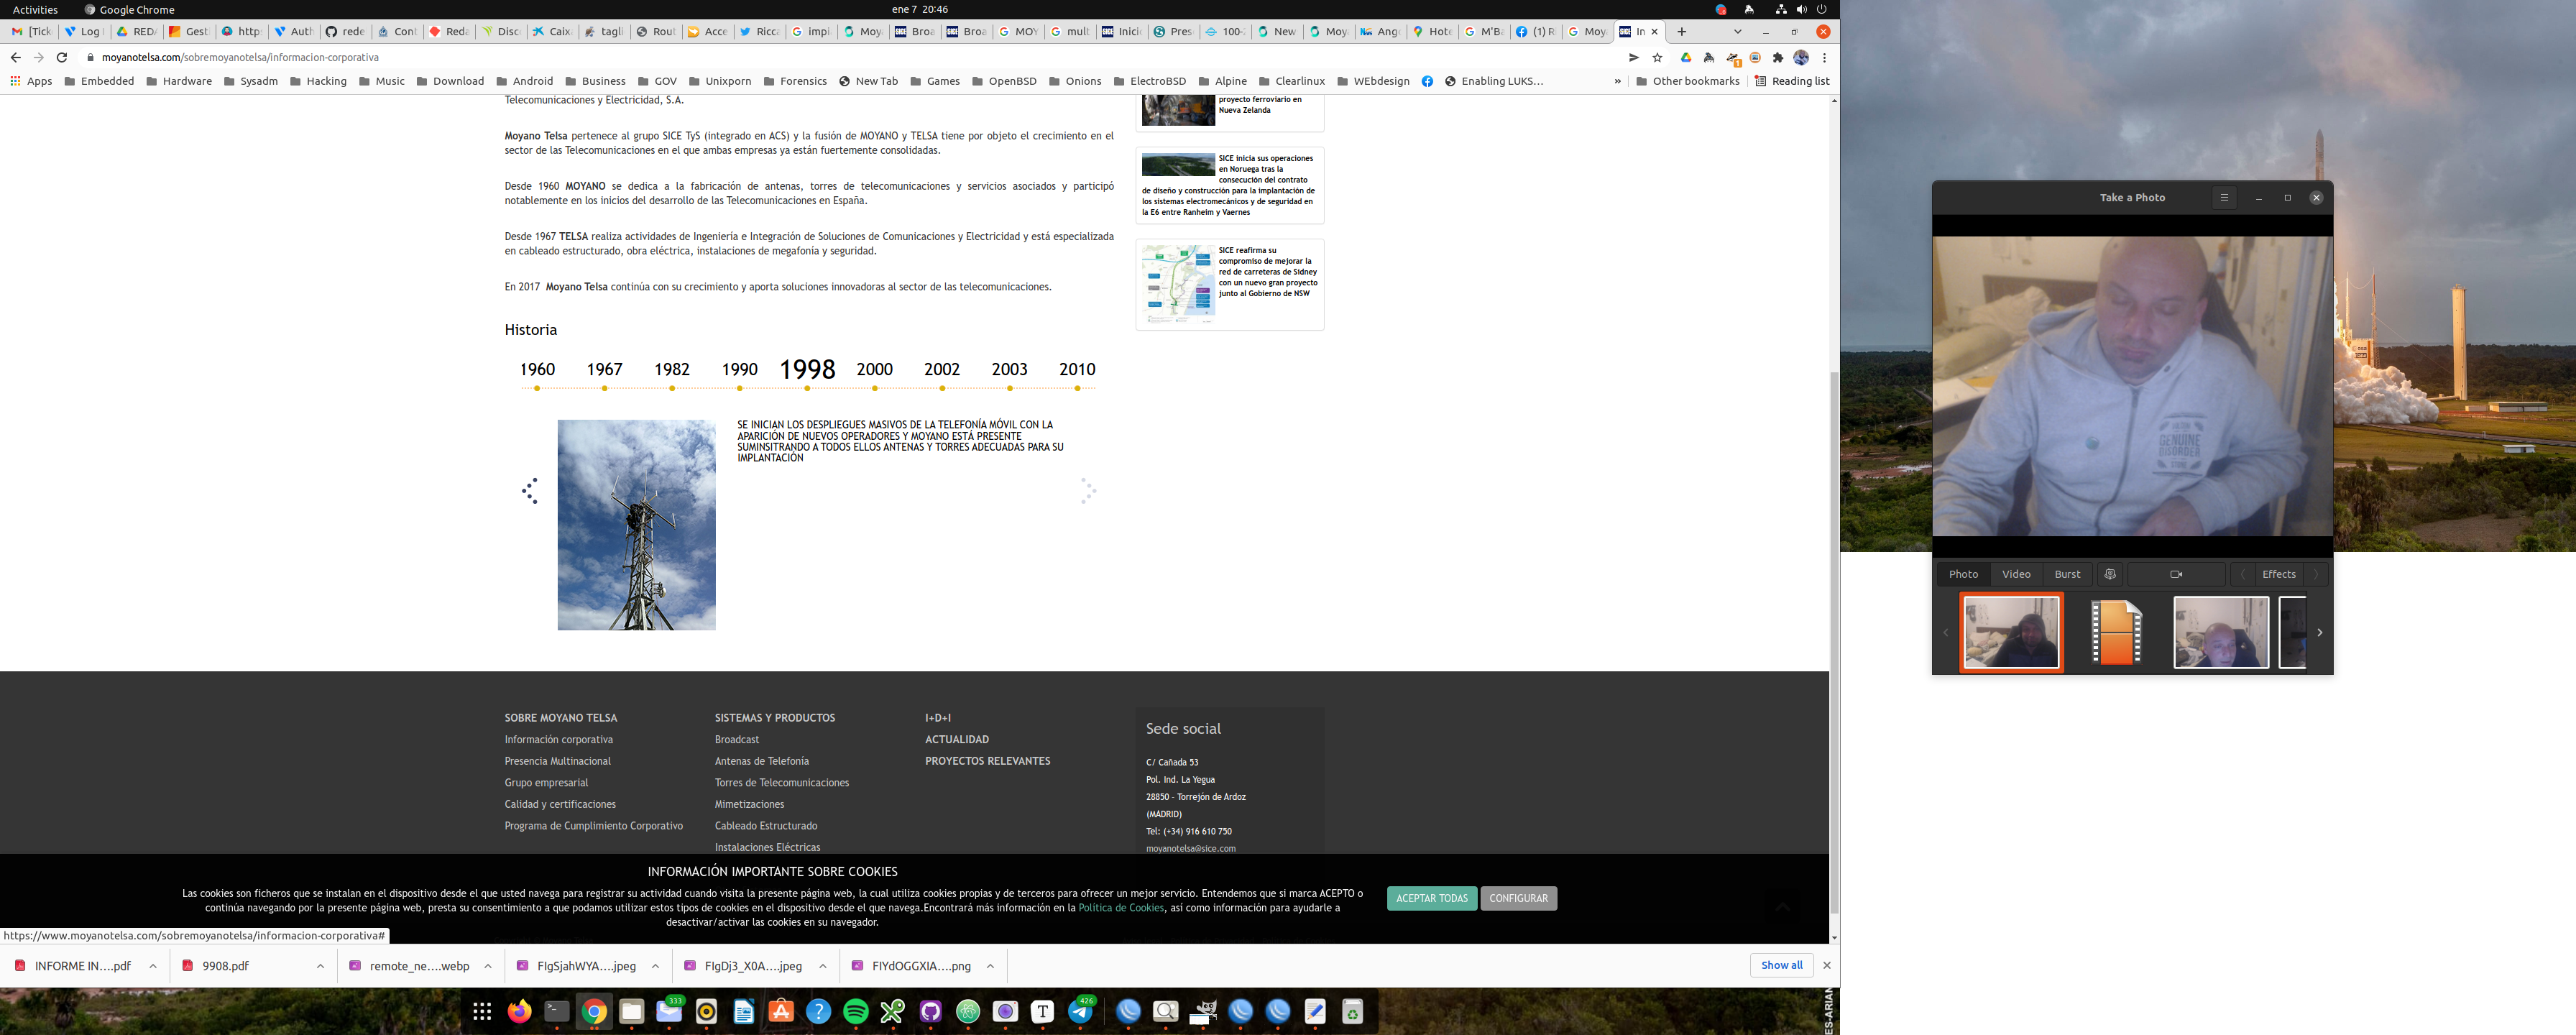 Activities
Google Chrome
ene 7 20:46
[Tick
Log
REDA
Gest
http
Auth
rede
Cont
Reda
Disc
Caix
tagli
Rout
Acce
Ricca
impl
Moy
Broa
Broa
MOY
mult
Inici
Pres
100-
New
Moy
Ange
Hote
M'Ba
(1) R
Moy
In
moyanotelsa.com/sobremoyanotelsa/informacion-corporativa
Apps
Embedded
Hardware
Sysadm
Hacking
Music
Download
Android
Business
GOV
Unixporn
Forensics
New Tab
Games
OpenBSD
Onions
ElectroBSD
Alpine
Clearlinux
WEbdesign
Enabling LUKS…
»
Other bookmarks
Reading list
Telecomunicaciones y Electricidad, S.A.
Moyano Telsa pertenece al grupo SICE TyS (integrado en ACS) y la fusión de MOYANO y TELSA tiene por objeto el crecimiento en el
sector de las Telecomunicaciones en el que ambas empresas ya están fuertemente consolidadas.
Desde 1960 MOYANO se dedica a la fabricación de antenas, torres de telecomunicaciones y servicios asociados y participó
notablemente en los inicios del desarrollo de las Telecomunicaciones en España.
Desde 1967 TELSA realiza actividades de Ingeniería e Integración de Soluciones de Comunicaciones y Electricidad y está especializada
en cableado estructurado, obra eléctrica, instalaciones de megafonía y seguridad.
En 2017 Moyano Telsa continúa con su crecimiento y aporta soluciones innovadoras al sector de las telecomunicaciones.
proyecto ferroviario en
Nueva Zelanda
SICE inicia sus operaciones
en Noruega tras la
consecución del contrato
de diseño y construcción para la implantación de
los sistemas electromecánicos y de seguridad en
la E6 entre Ranheim y Vaernes
SICE reafirma su
compromiso de mejorar la
red de carreteras de Sidney
con un nuevo gran proyecto
junto al Gobierno de NSW
Historia
1960
1967
1982
1990
1998
2000
2002
2003
2010
SE INICIAN LOS DESPLIEGUES MASIVOS DE LA TELEFONÍA MÓVIL CON LA
APARICIÓN DE NUEVOS OPERADORES Y MOYANO ESTÁ PRESENTE
SUMINSITRANDO A TODOS ELLOS ANTENAS Y TORRES ADECUADAS PARA SU
IMPLANTACIÓN
SOBRE MOYANO TELSA
Información corporativa
Presencia Multinacional
Grupo empresarial
Calidad y certificaciones
Programa de Cumplimiento Corporativo
SISTEMAS Y PRODUCTOS
Broadcast
Antenas de Telefonía
Torres de Telecomunicaciones
Mimetizaciones
Cableado Estructurado
Instalaciones Eléctricas
I+D+I
ACTUALIDAD
PROYECTOS RELEVANTES
Sede social
C/ Cañada 53
Pol. Ind. La Yegua
28850 - Torrejón de Ardoz
(MADRID)
Tel: (+34) 916 610 750
moyanotelsa@sice.com
INFORMACIÓN IMPORTANTE SOBRE COOKIES
Las cookies son ficheros que se instalan en el dispositivo desde el que usted navega para registrar su actividad cuando visita la presente página web, la cual utiliza cookies propias y de terceros para ofrecer un mejor servicio. Entendemos que si marca ACEPTO o
continúa navegando por la presente página web, presta su consentimiento a que podamos utilizar estos tipos de cookies en el dispositivo desde el que navega.Encontrará más información en la Política de Cookies, así como información para ayudarle a
desactivar/activar las cookies en su navegador.
ACEPTAR TODAS
CONFIGURAR
https://www.moyanotelsa.com/sobremoyanotelsa/informacion-corporativa#
INFORME IN….pdf
9908.pdf
remote_ne….webp
FIgSjahWYA….jpeg
FIgDj3_X0A….jpeg
FIYdOGGXIA….png
Show all
333
426
Take a Photo
GENUINE
DISORDER
Photo
Video
Burst
Effects
ES-ARIAN